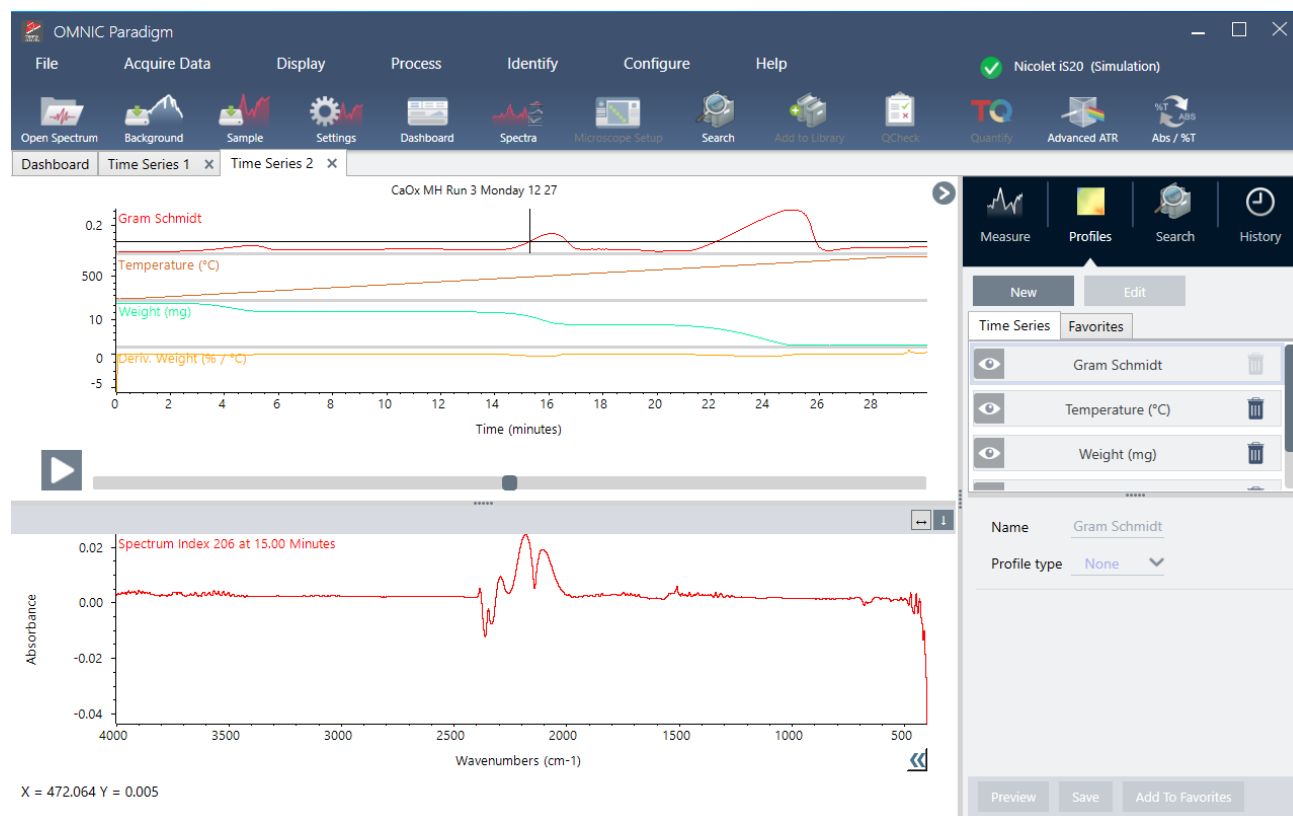 OMNIC Paradigm
File Acquire Data Display Process Identify Configure Help Nicolet iS20 (Simulation)
Open Spectrum Background Sample Settings Dashboard Spectra Microscope Setup Search Add to Library QCheck Quantify Advanced ATR Abs / %T
%T ABS
TQ
Dashboard Time Series 1 X Time Series 2 X
CaOx MH Run 3 Monday 12 27
0.2 Gram Schmidt
500 Temperature (°C)
10 Weight (mg)
0 Deriv. Weight (% / °C)
-5
0 2 4 6 8 10 12 14 16 18 20 22 24 26 28
Time (minutes)
Spectrum Index 206 at 15.00 Minutes
Absorbance
0.02
0.00
-0.02
-0.04
4000 3500 3000 2500 2000 1500 1000 500
Wavenumbers (cm-1)
X = 472.064 Y = 0.005
Measure Profiles Search History
New Edit
Time Series Favorites
Gram Schmidt
Temperature (°C)
Weight (mg)
Name Gram Schmidt
Profile type None
Preview Save Add To Favorites